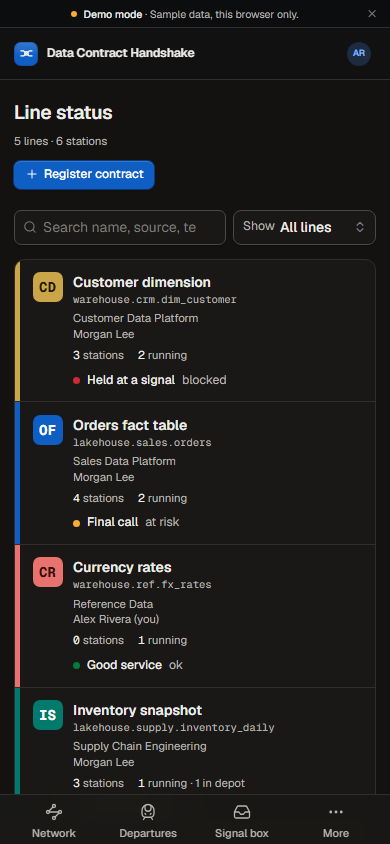 Demo mode · Sample data, this browser only.
Data Contract Handshake
AR
Line status
5 lines · 6 stations
Register contract
Search name, source, te
Show All lines
CD
Customer dimension
warehouse.crm.dim_customer
Customer Data Platform
Morgan Lee
3 stations 2 running
Held at a signal blocked
OF
Orders fact table
lakehouse.sales.orders
Sales Data Platform
Morgan Lee
4 stations 2 running
Final call at risk
CR
Currency rates
warehouse.ref.fx_rates
Reference Data
Alex Rivera (you)
0 stations 1 running
Good service ok
IS
Inventory snapshot
lakehouse.supply.inventory_daily
Supply Chain Engineering
Morgan Lee
3 stations 1 running · 1 in depot
Network Departures Signal box More